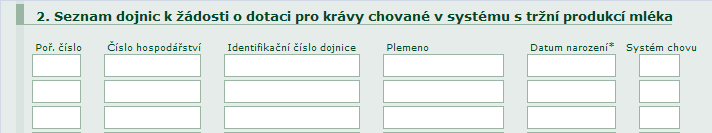 2. Seznam dojnic k žádosti o dotaci pro krávy chované v systému s tržní produkcí mléka
Poř. číslo Číslo hospodářství Identifikační číslo dojnice Plemeno Datum narození* Systém chovu